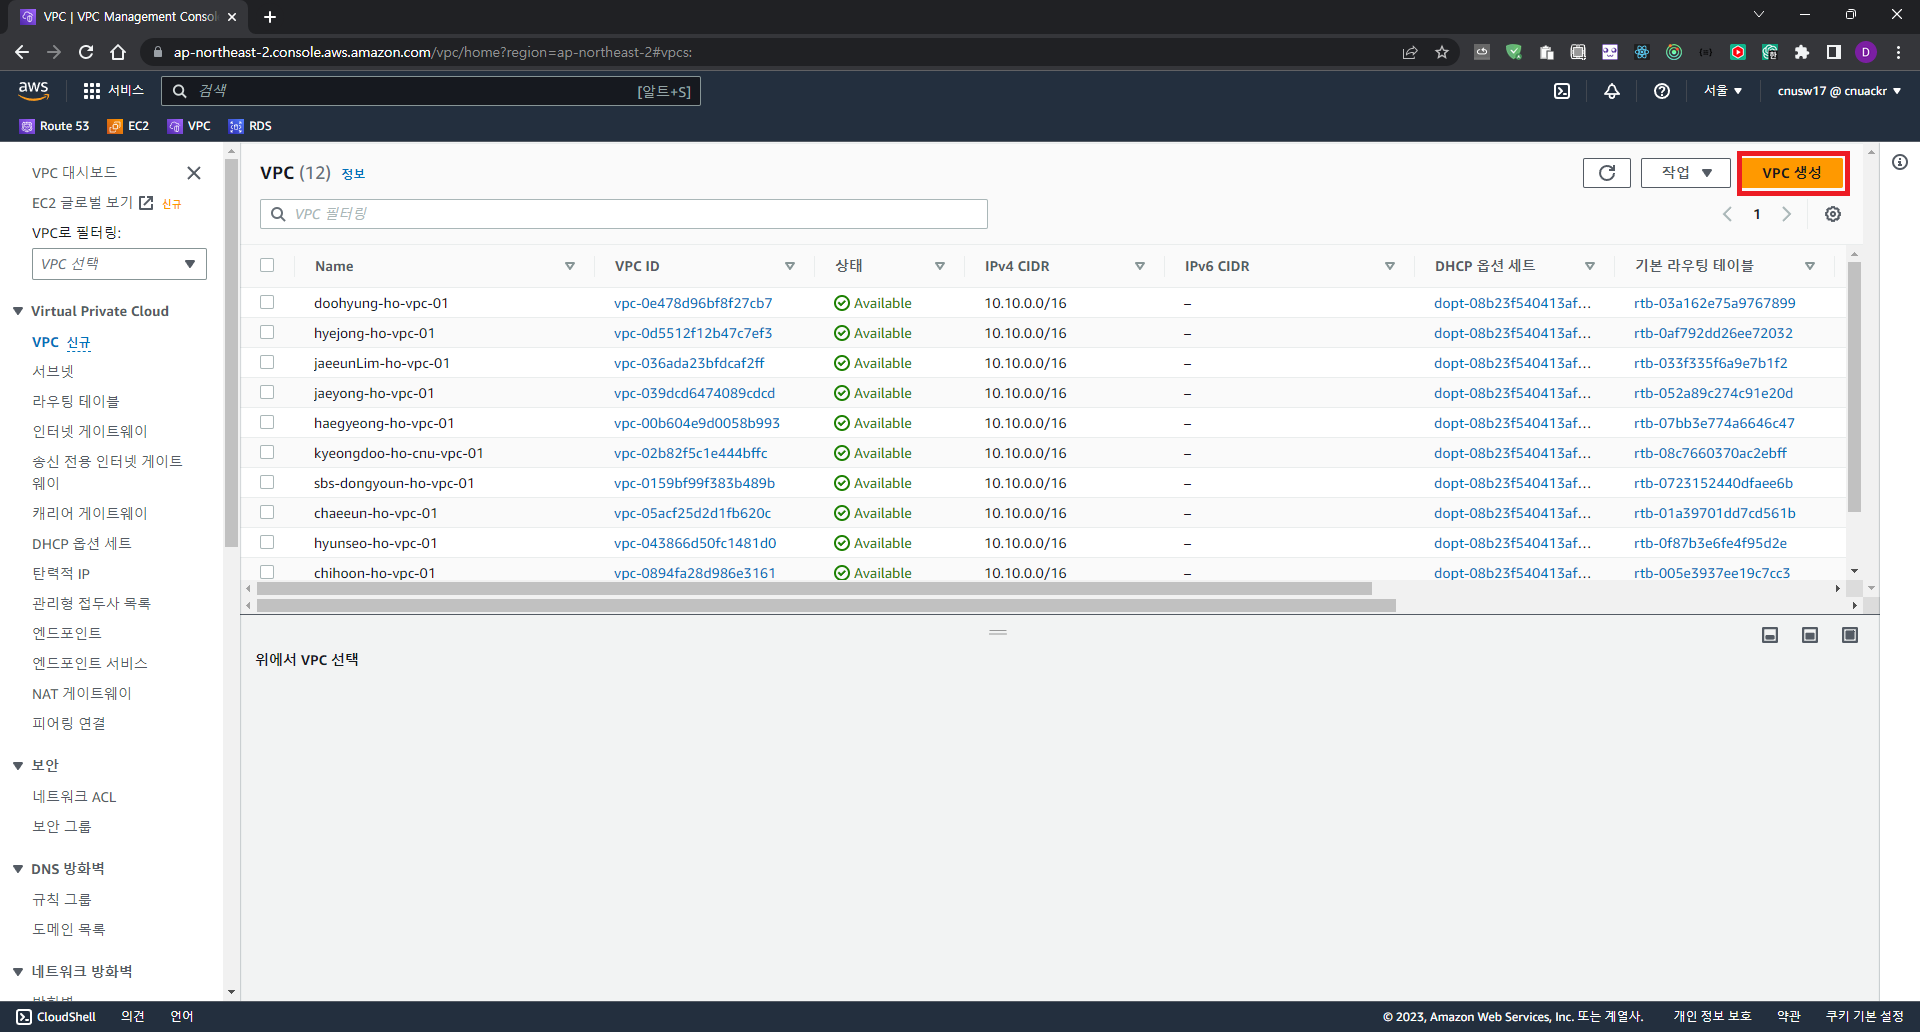 VPC | VPC Management Consol
ap-northeast-2.console.aws.amazon.com/vpc/home?region=ap-northeast-2#vpcs:
D
aws 서비스 검색 [알트+S] 서울 cnusw17 @ cnuackr
Route 53 EC2 VPC RDS
VPC 대시보드
EC2 글로벌 보기 신규
VPC로 필터링:
VPC 선택
Virtual Private Cloud
VPC 신규
서브넷
라우팅 테이블
인터넷 게이트웨이
송신 전용 인터넷 게이트
웨이
캐리어 게이트웨이
DHCP 옵션 세트
탄력적 IP
관리형 접두사 목록
엔드포인트
엔드포인트 서비스
NAT 게이트웨이
피어링 연결
보안
네트워크 ACL
보안 그룹
DNS 방화벽
규칙 그룹
도메인 목록
네트워크 방화벽
VPC (12) 정보
작업 VPC 생성
VPC 필터링
1
Name VPC ID 상태 IPv4 CIDR IPv6 CIDR DHCP 옵션 세트 기본 라우팅 테이블
doohyung-ho-vpc-01 vpc-0e478d96bf8f27cb7 Available 10.10.0.0/16 – dopt-08b23f540413af... rtb-03a162e75a9767899
hyejong-ho-vpc-01 vpc-0d5512f12b47c7ef3 Available 10.10.0.0/16 – dopt-08b23f540413af... rtb-0af792dd26ee72032
jaeeunLim-ho-vpc-01 vpc-036ada23bfdcaf2ff Available 10.10.0.0/16 – dopt-08b23f540413af... rtb-033f335f6a9e7b1f2
jaeyong-ho-vpc-01 vpc-039dcd6474089cdcd Available 10.10.0.0/16 – dopt-08b23f540413af... rtb-052a89c274c91e20d
haegyeong-ho-vpc-01 vpc-00b604e9d0058b993 Available 10.10.0.0/16 – dopt-08b23f540413af... rtb-07bb3e774a6646c47
kyeongdoo-ho-cnu-vpc-01 vpc-02b82f5c1e444bffc Available 10.10.0.0/16 – dopt-08b23f540413af... rtb-08c7660370ac2ebff
sbs-dongyoun-ho-vpc-01 vpc-0159bf99f383b489b Available 10.10.0.0/16 – dopt-08b23f540413af... rtb-0723152440dfaee6b
chaeeun-ho-vpc-01 vpc-05acf25d2d1fb620c Available 10.10.0.0/16 – dopt-08b23f540413af... rtb-01a39701dd7cd561b
hyunseo-ho-vpc-01 vpc-043866d50fc1481d0 Available 10.10.0.0/16 – dopt-08b23f540413af... rtb-0f87b3e6fe4f95d2e
chihoon-ho-vpc-01 vpc-0894fa28d986e3161 Available 10.10.0.0/16 – dopt-08b23f540413af... rtb-005e3937ee19c7cc3
위에서 VPC 선택
CloudShell 의견 언어 © 2023, Amazon Web Services, Inc. 또는 계열사. 개인 정보 보호 약관 쿠키 기본 설정